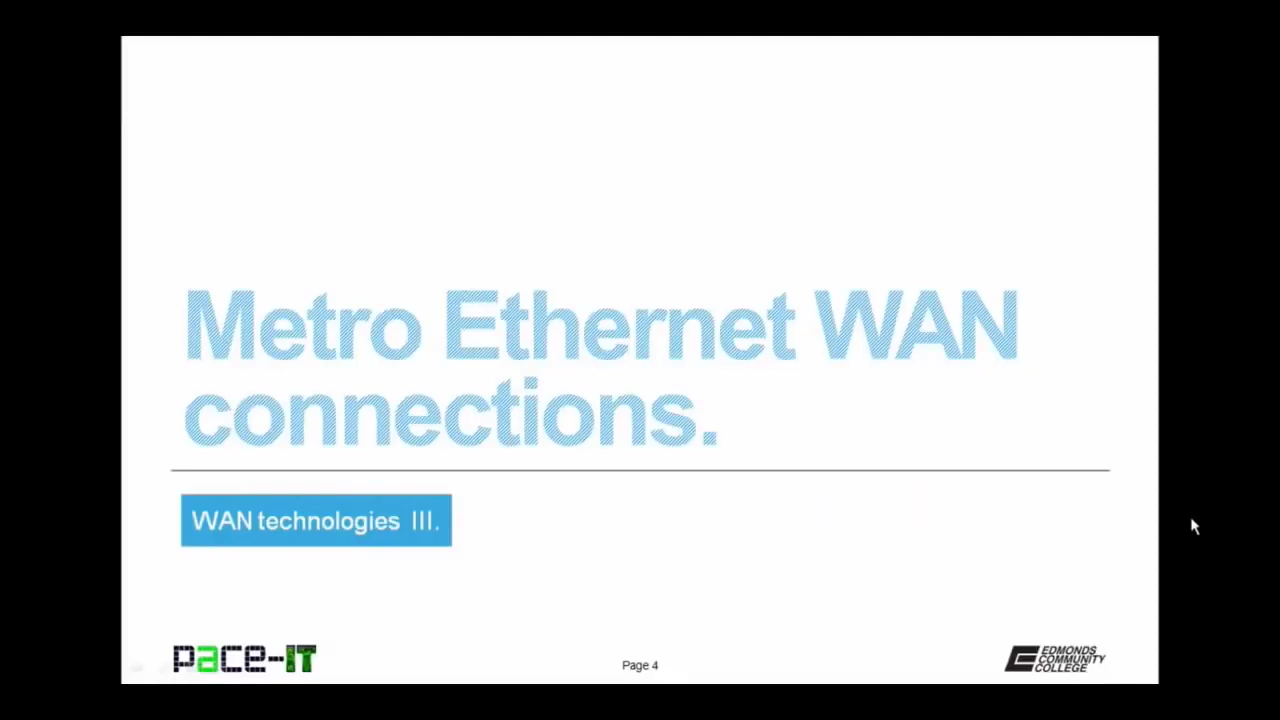 Metro Ethernet WAN
connections.
WAN technologies III.
pace-IT
Page 4
EDMONDS
COMMUNITY
COLLEGE